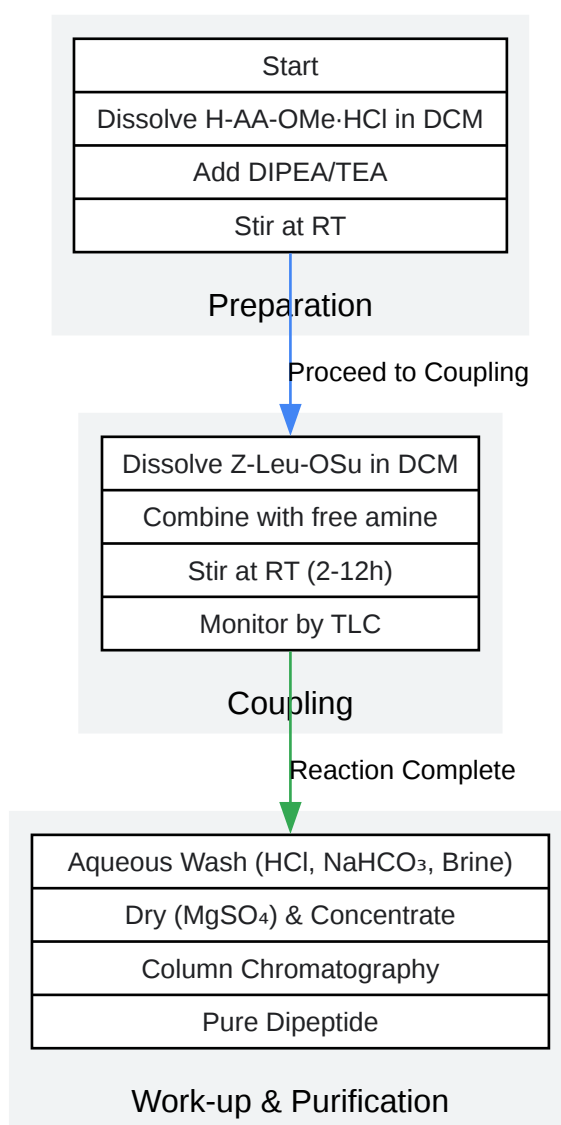 Start
Dissolve H-AA-OMe·HCl in DCM
Add DIPEA/TEA
Stir at RT
Preparation
Proceed to Coupling
Dissolve Z-Leu-OSu in DCM
Combine with free amine
Stir at RT (2-12h)
Monitor by TLC
Coupling
Reaction Complete
Aqueous Wash (HCl, NaHCO₃, Brine)
Dry (MgSO₄) & Concentrate
Column Chromatography
Pure Dipeptide
Work-up & Purification